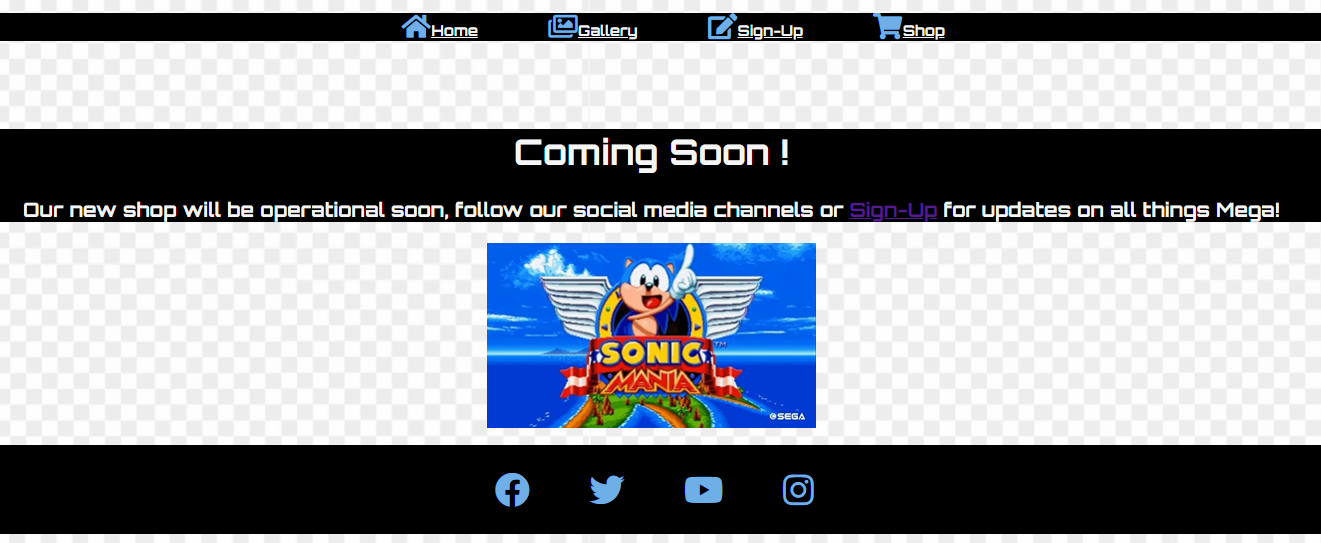 Home Gallery Sign-Up Shop
Coming Soon !
Our new shop will be operational soon, follow our social media channels or Sign-Up for updates on all things Mega!
SONIC TM
MANIA
©SEGA